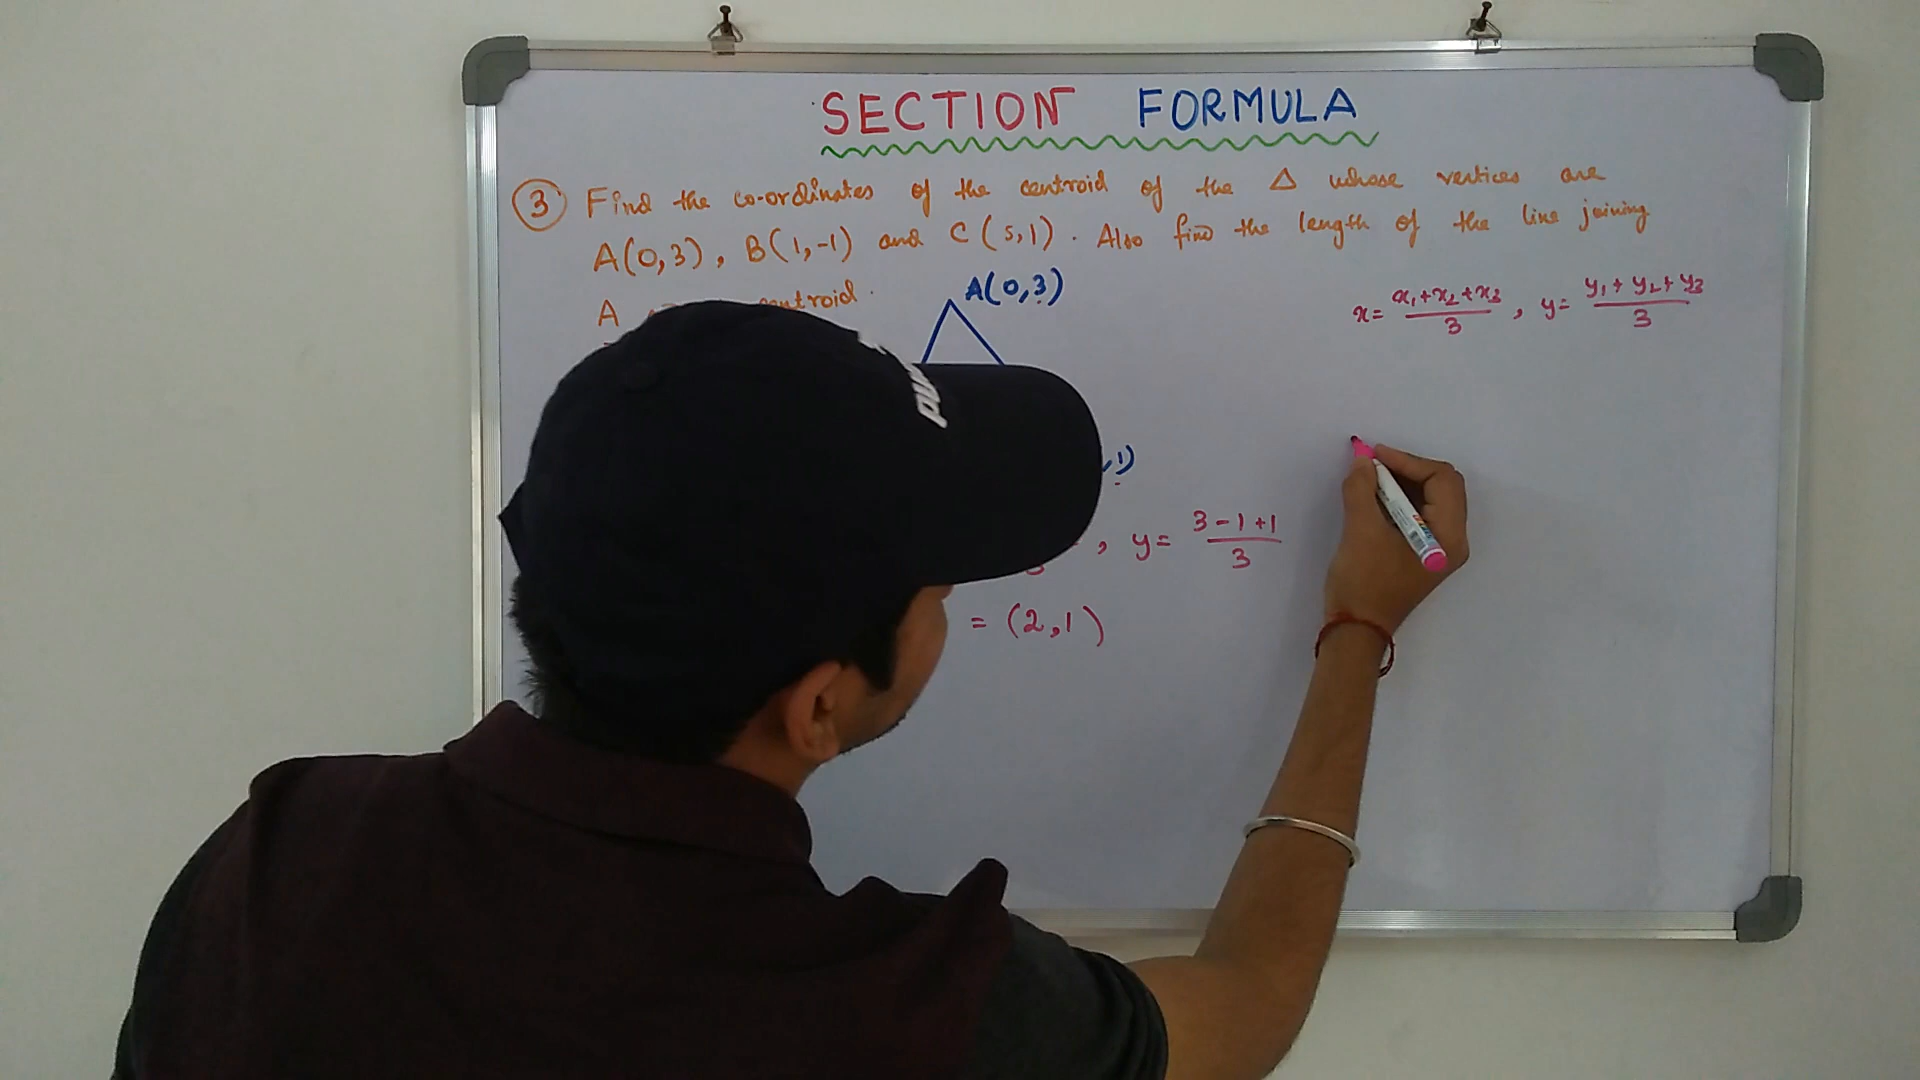 SECTION FORMULA
3 Find the co-ordinates of the centroid of the Δ whose vertices are
A(0,3), B(1,-1) and C(5,1). Also find the length of the line joining
A centroid.
A(0,3)
x = x₁+x₂+x₃/3, y = y₁+y₂+y₃/3
,1)
3, y = 3-1+1/3
= (2,1)